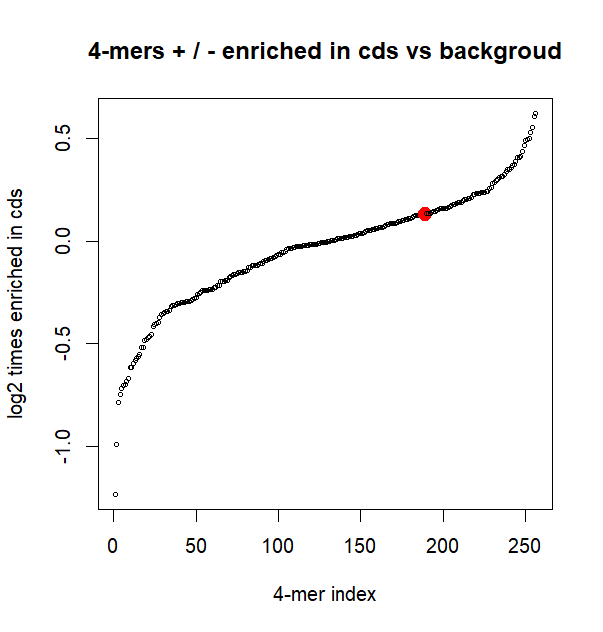 4-mers + / - enriched in cds vs backgroud
log2 times enriched in cds
0.5
0.0
-0.5
-1.0
0 50 100 150 200 250
4-mer index